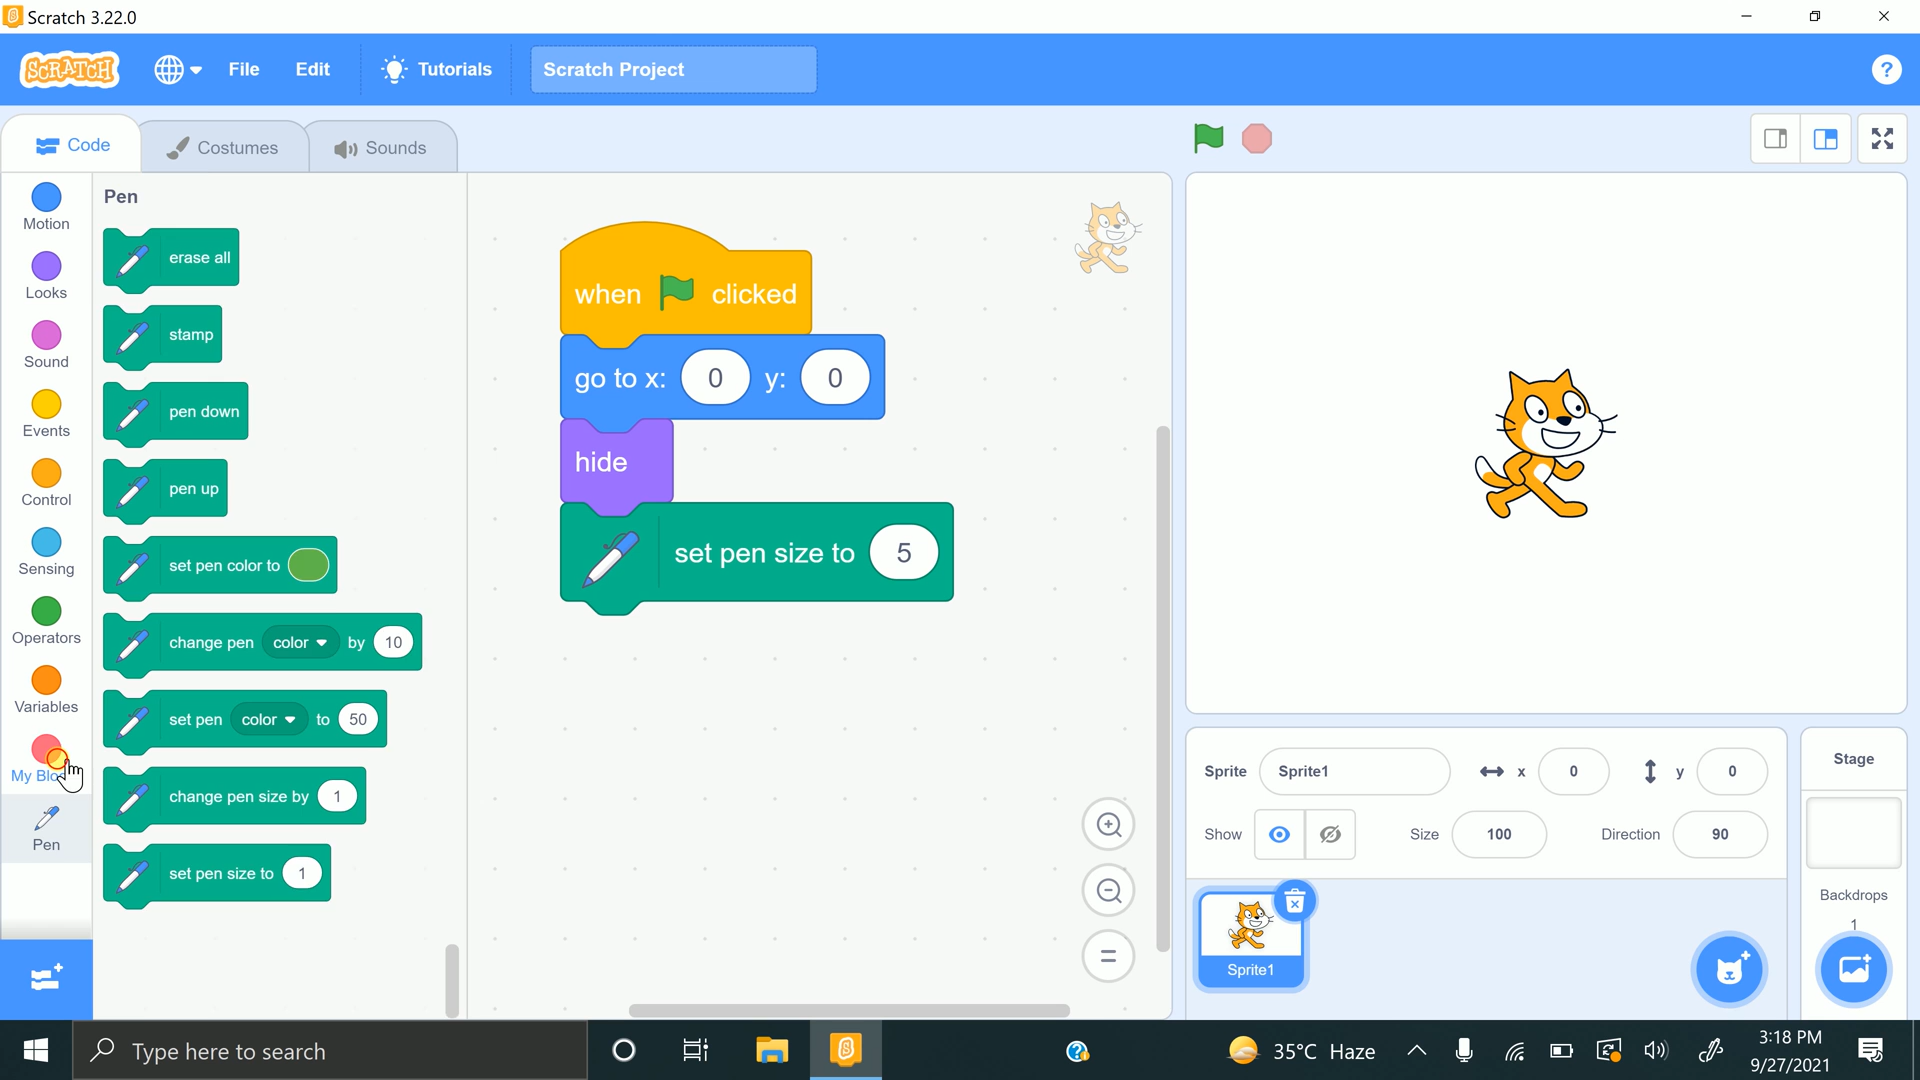 Scratch 3.22.0
SCRATCH
File
Edit
Tutorials
Scratch Project
?
Code
Costumes
Sounds
Motion
Looks
Sound
Events
Control
Sensing
Operators
Variables
My Blo
Pen
Pen
erase all
stamp
pen down
pen up
set pen color to
change pen color by 10
set pen color to 50
change pen size by 1
set pen size to 1
when clicked
go to x: 0 y: 0
hide
set pen size to 5
Sprite Sprite1 x 0 y 0
Show Size 100 Direction 90
Sprite1
Stage
Backdrops
1
Type here to search
35°C Haze
3:18 PM
9/27/2021